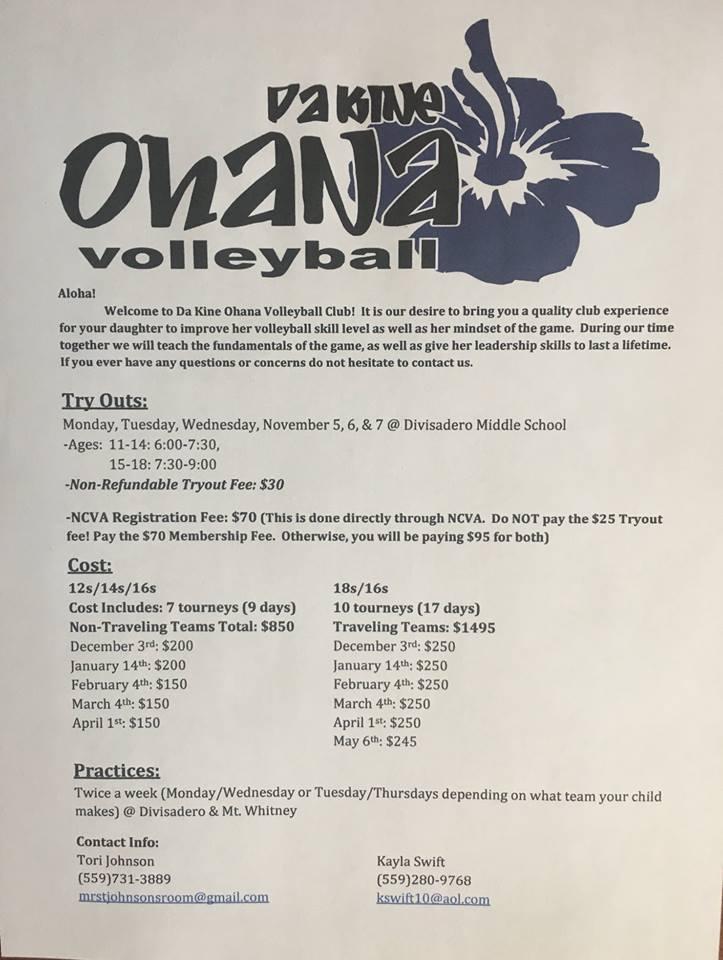 Da Kine
Ohana
volleyball
Aloha!
Welcome to Da Kine Ohana Volleyball Club! It is our desire to bring you a quality club experience
for your daughter to improve her volleyball skill level as well as her mindset of the game. During our time
together we will teach the fundamentals of the game, as well as give her leadership skills to last a lifetime.
If you ever have any questions or concerns do not hesitate to contact us.
Try Outs:
Monday, Tuesday, Wednesday, November 5, 6, & 7 @ Divisadero Middle School
-Ages: 11-14: 6:00-7:30,
15-18: 7:30-9:00
-Non-Refundable Tryout Fee: $30
-NCVA Registration Fee: $70 (This is done directly through NCVA. Do NOT pay the $25 Tryout
fee! Pay the $70 Membership Fee. Otherwise, you will be paying $95 for both)
Cost:
12s/14s/16s
Cost Includes: 7 tourneys (9 days)
Non-Traveling Teams Total: $850
December 3rd: $200
January 14th: $200
February 4th: $150
March 4th: $150
April 1st: $150
18s/16s
10 tourneys (17 days)
Traveling Teams: $1495
December 3rd: $250
January 14th: $250
February 4th: $250
March 4th: $250
April 1st: $250
May 6th: $245
Practices:
Twice a week (Monday/Wednesday or Tuesday/Thursdays depending on what team your child
makes) @ Divisadero & Mt. Whitney
Contact Info:
Tori Johnson
(559)731-3889
mrstjohnsonsroom@gmail.com
Kayla Swift
(559)280-9768
kswift10@aol.com